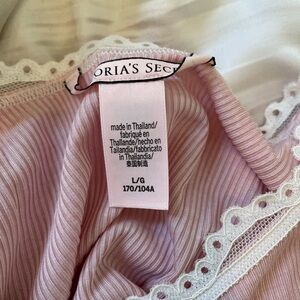 ORIA'S SEC
made in Thailand/
fabriqué en
Thaïlande/hecho en
Tailandia/fabbricato
in Thailandia/
泰国制造
L/G
170/104A